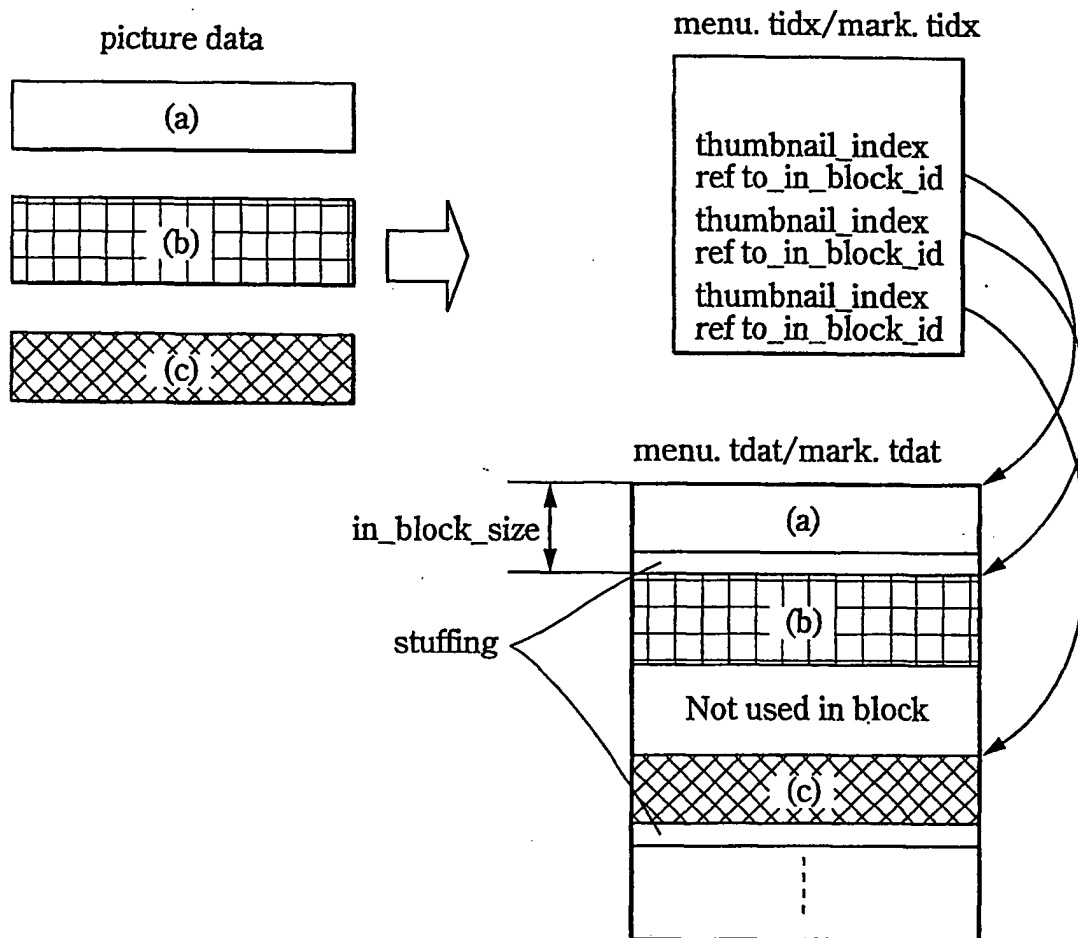 picture data
(a)
(b)
(c)
menu. tidx/mark. tidx
thumbnail_index
ref to_in_block_id
thumbnail_index
ref to_in_block_id
thumbnail_index
ref to_in_block_id
menu. tdat/mark. tdat
in_block_size
(a)
stuffing
(b)
Not used in block
(c)